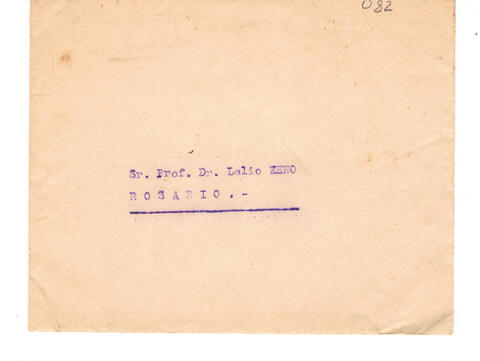 082
Sr. Prof. Dr. Lelio ZENO
R O S A R I O . -